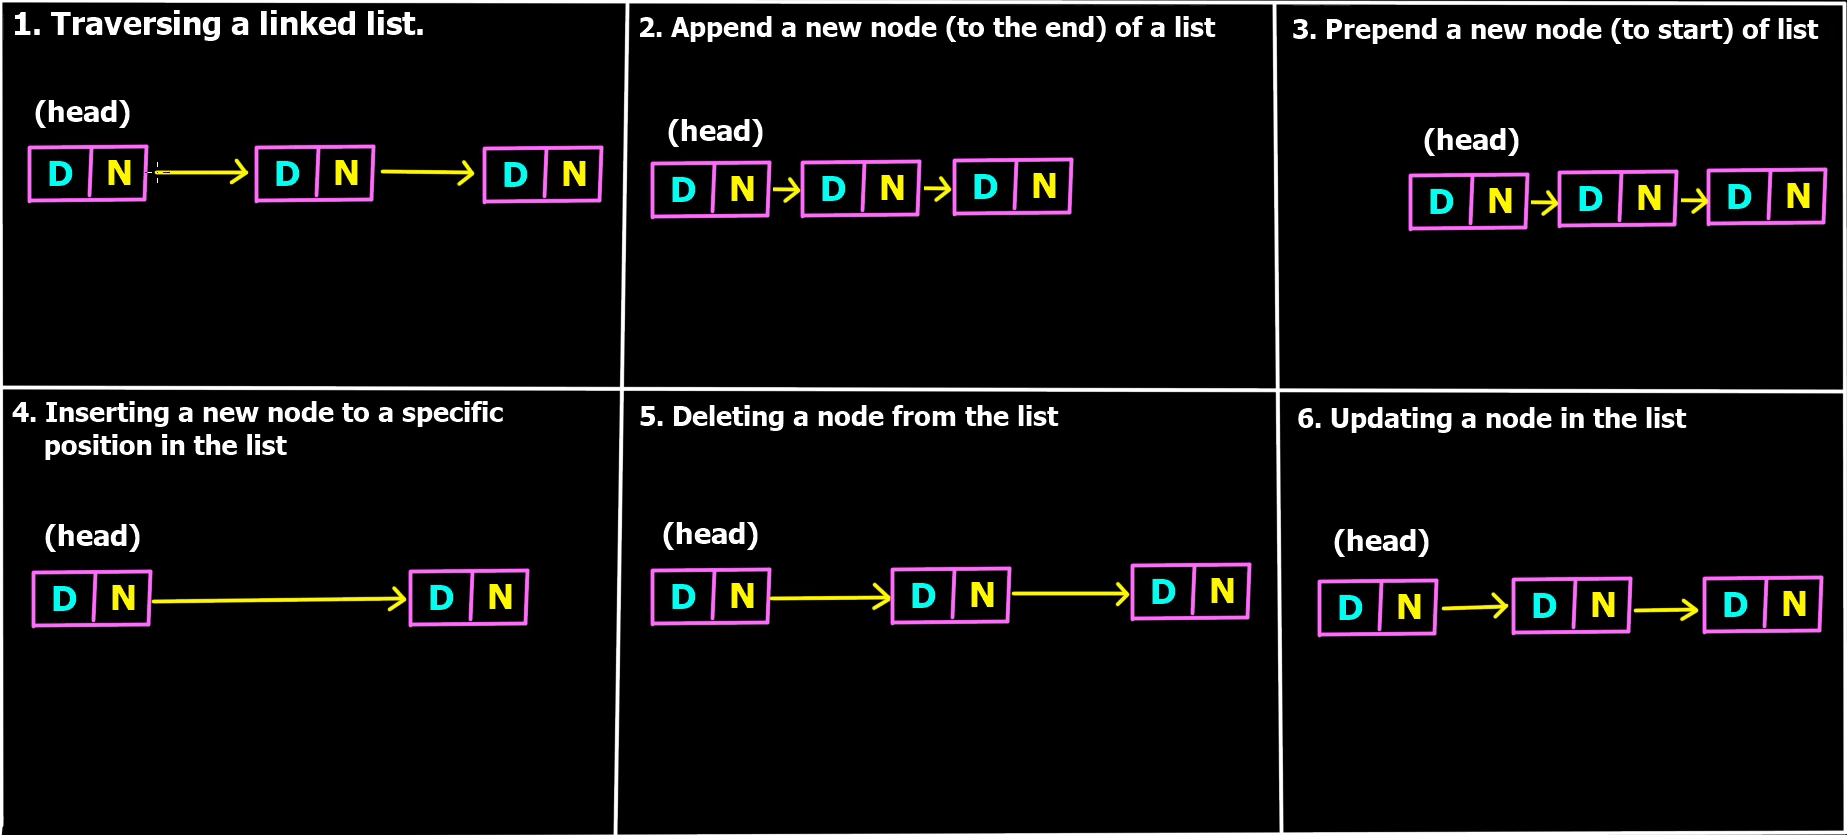 1. Traversing a linked list.
(head)
D N D N D N
2. Append a new node (to the end) of a list
(head)
D N D N D N
3. Prepend a new node (to start) of list
(head)
D N D N D N
4. Inserting a new node to a specific
position in the list
(head)
D N D N
5. Deleting a node from the list
(head)
D N D N D N
6. Updating a node in the list
(head)
D N D N D N